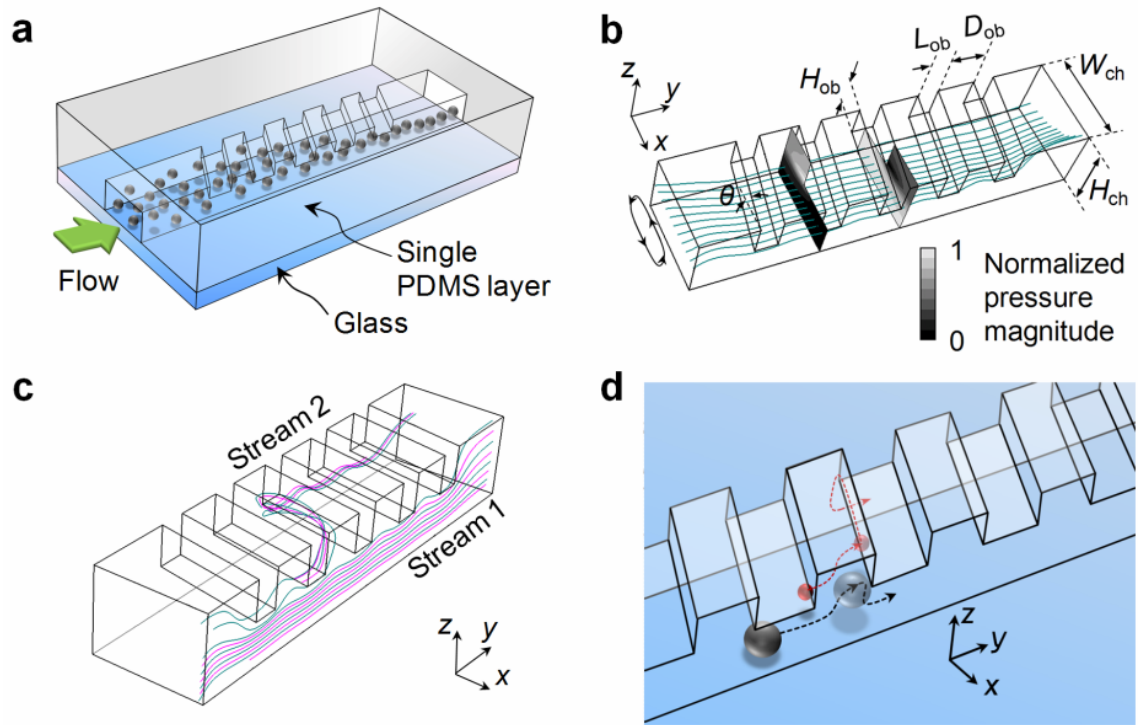 a
Flow
Single
PDMS layer
Glass
b
z
y
x
H_ob
L_ob
D_ob
W_ch
H_ch
θ
1
0
Normalized
pressure
magnitude
c
Stream 2
Stream 1
z
y
x
d
z
y
x